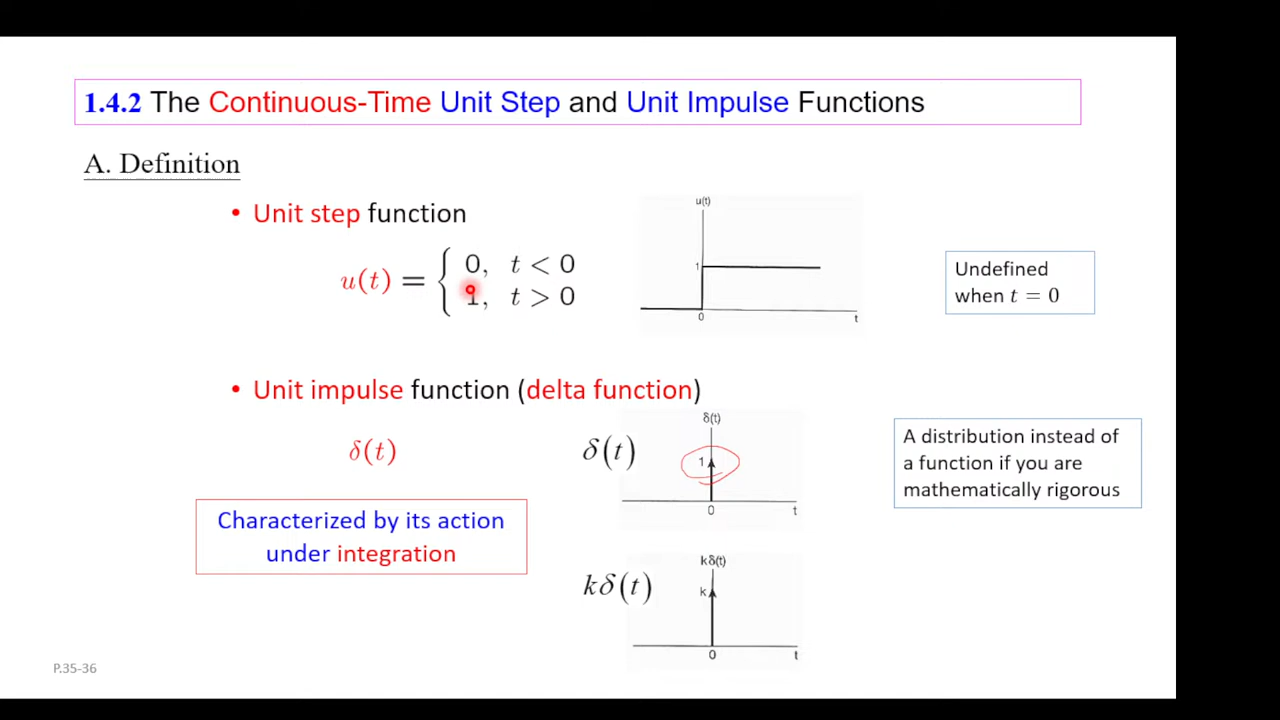 1.4.2 The Continuous-Time Unit Step and Unit Impulse Functions
A. Definition
• Unit step function
u(t) = { 0, t < 0
1, t > 0
u(t)
1
0
t
Undefined
when t = 0
• Unit impulse function (delta function)
δ(t)
δ(t)
δ(t)
1
0
t
A distribution instead of
a function if you are
mathematically rigorous
Characterized by its action
under integration
kδ(t)
kδ(t)
k
0
t
P.35-36